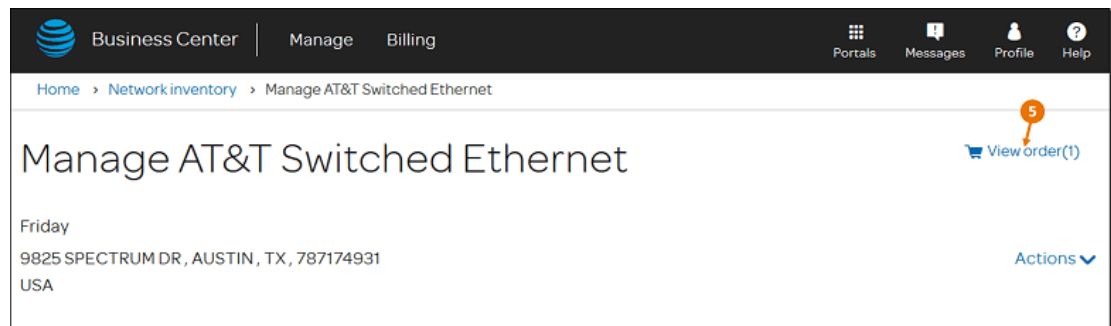 Business Center Manage Billing
Portals Messages Profile Help
Home › Network inventory › Manage AT&T Switched Ethernet
5
Manage AT&T Switched Ethernet
View order(1)
Friday
9825 SPECTRUM DR , AUSTIN , TX , 787174931
Actions
USA